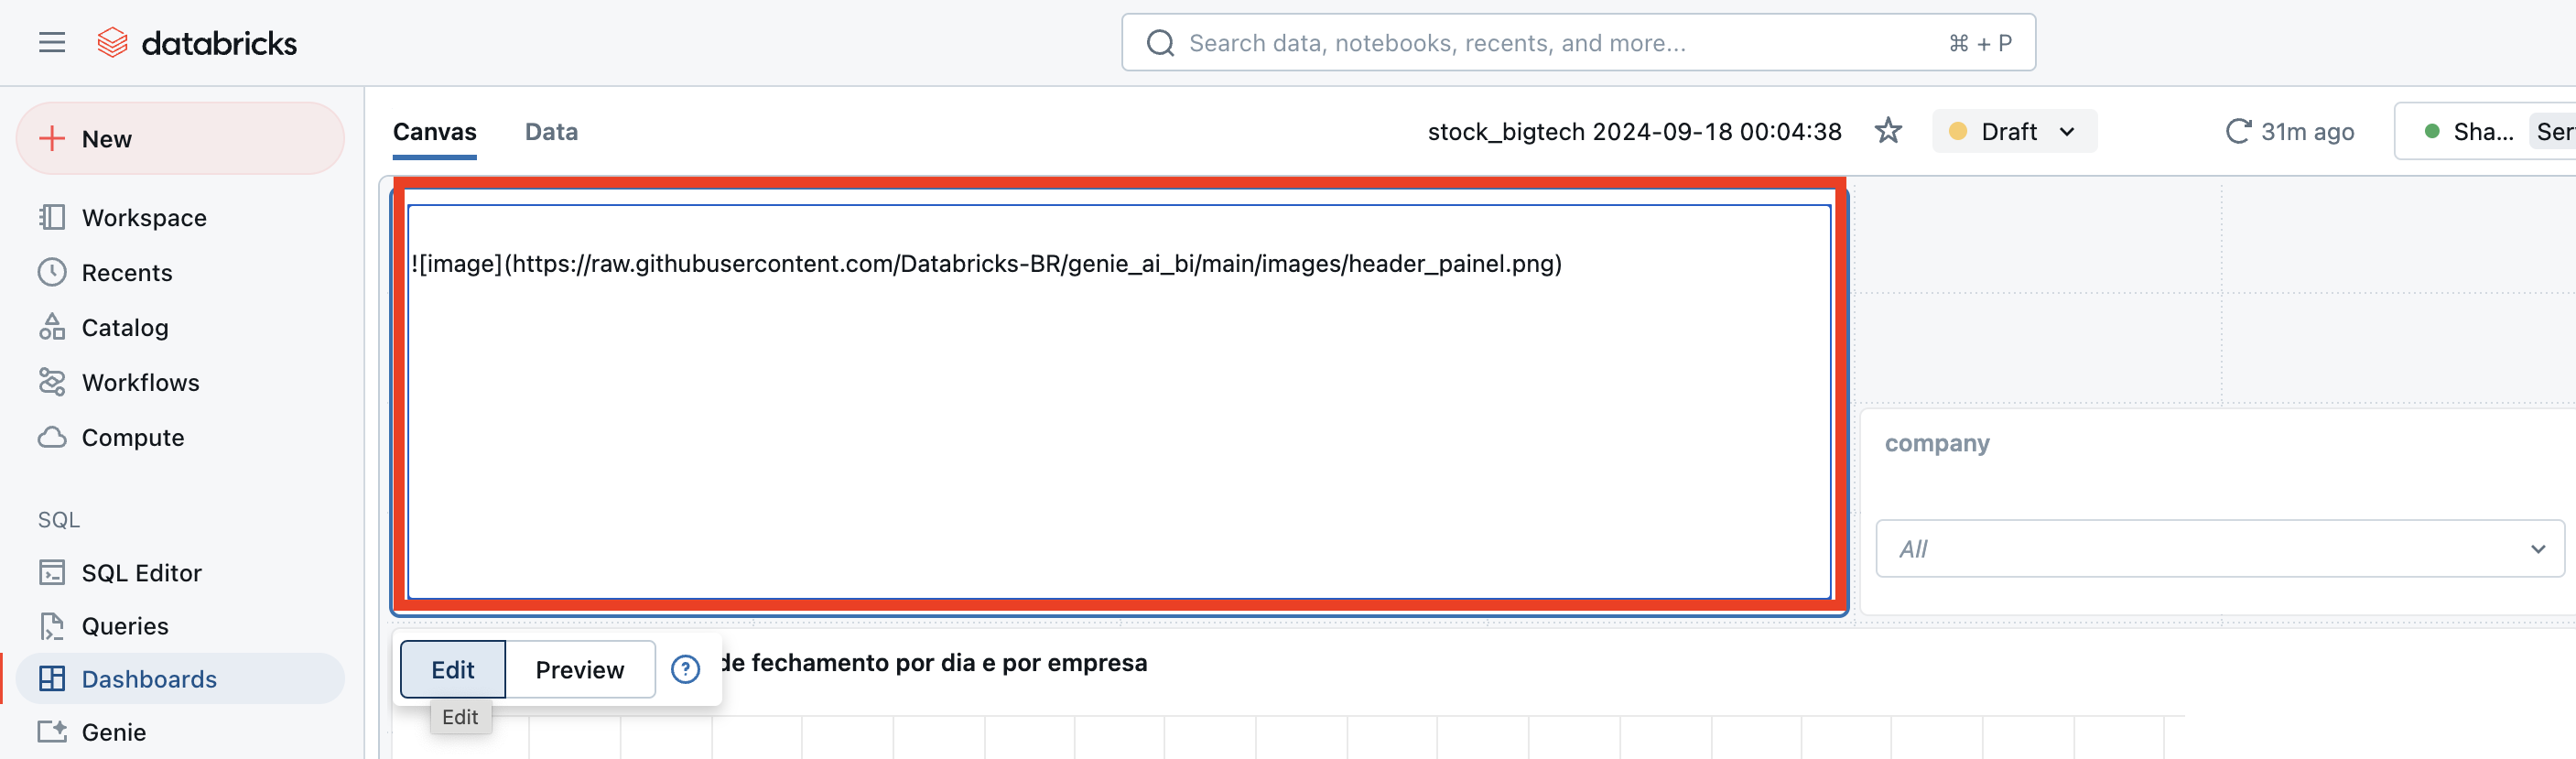 databricks
Search data, notebooks, recents, and more...
⌘ + P
New
Workspace
Recents
Catalog
Workflows
Compute
SQL
SQL Editor
Queries
Dashboards
Genie
Canvas
Data
stock_bigtech 2024-09-18 00:04:38
Draft
31m ago
Sha...
Ser
![image](https://raw.githubusercontent.com/Databricks-BR/genie_ai_bi/main/images/header_painel.png)
company
All
Edit
Preview
?
de fechamento por dia e por empresa
Edit